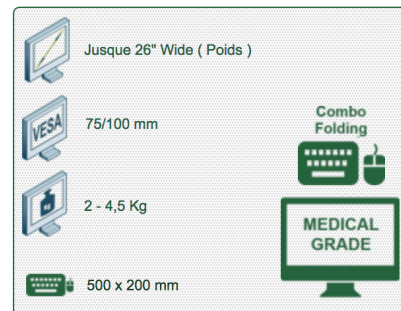 Jusque 26" Wide ( Poids )
VESA
75/100 mm
Combo
Folding
KG
2 - 4,5 Kg
MEDICAL
GRADE
500 x 200 mm